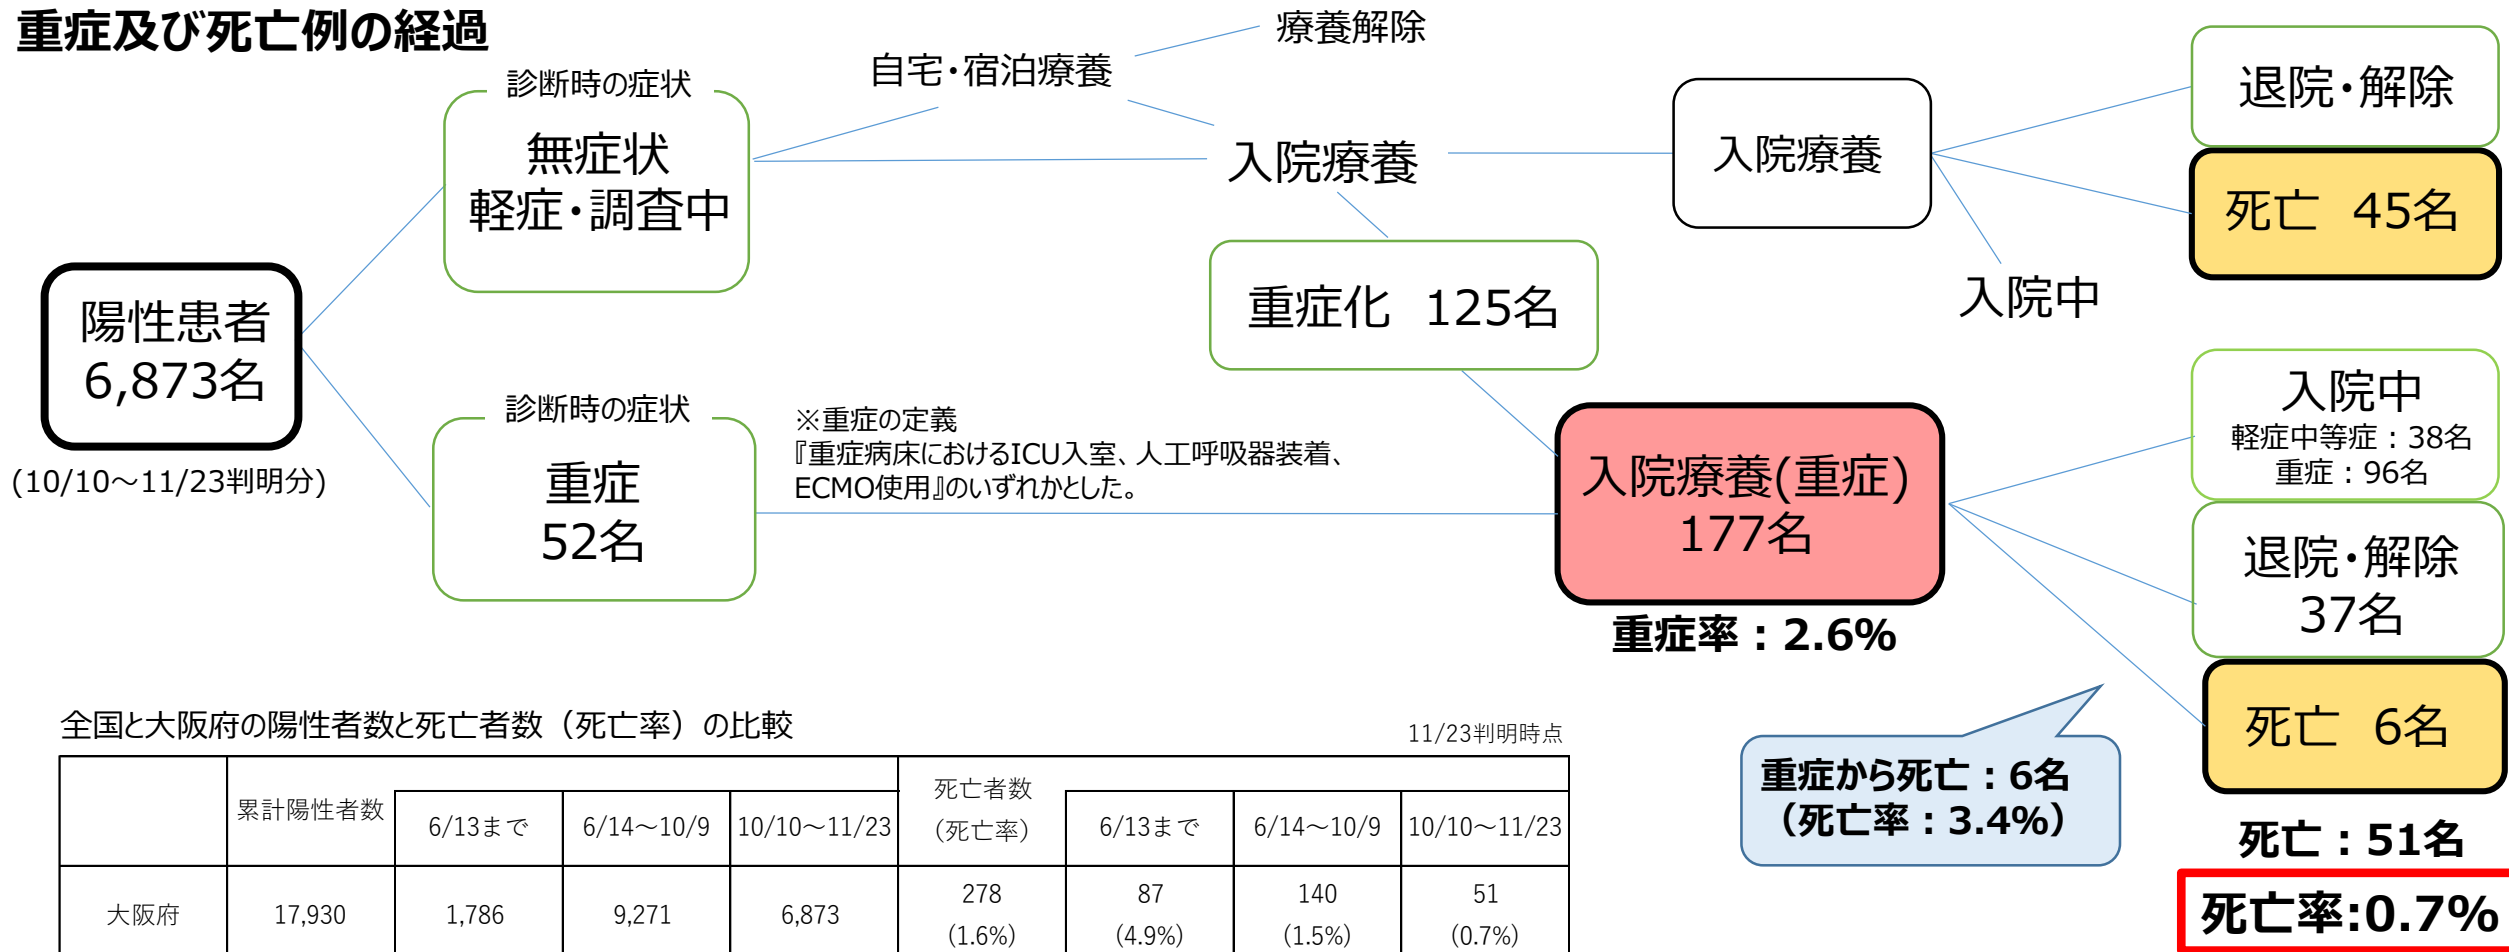 重症及び死亡例の経過
療養解除
自宅・宿泊療養
診断時の症状
無症状
軽症・調査中
入院療養
入院療養
退院・解除
死亡　45名
入院中
陽性患者
6,873名
(10/10～11/23判明分)
重症化　125名
診断時の症状
重症
52名
※重症の定義
『重症病床におけるICU入室、人工呼吸器装着、
ECMO使用』のいずれかとした。
入院療養(重症)
177名
重症率：2.6%
入院中
軽症中等症：38名
重症：96名
退院・解除
37名
死亡　6名
重症から死亡：6名
（死亡率：3.4%）
死亡：51名
死亡率:0.7%
全国と大阪府の陽性者数と死亡者数（死亡率）の比較
11/23判明時点
累計陽性者数 6/13まで 6/14～10/9 10/10～11/23 死亡者数 6/13まで 6/14～10/9 10/10～11/23
（死亡率）
大阪府 17,930 1,786 9,271 6,873 278 87 140 51
(1.6%) (4.9%) (1.5%) (0.7%)